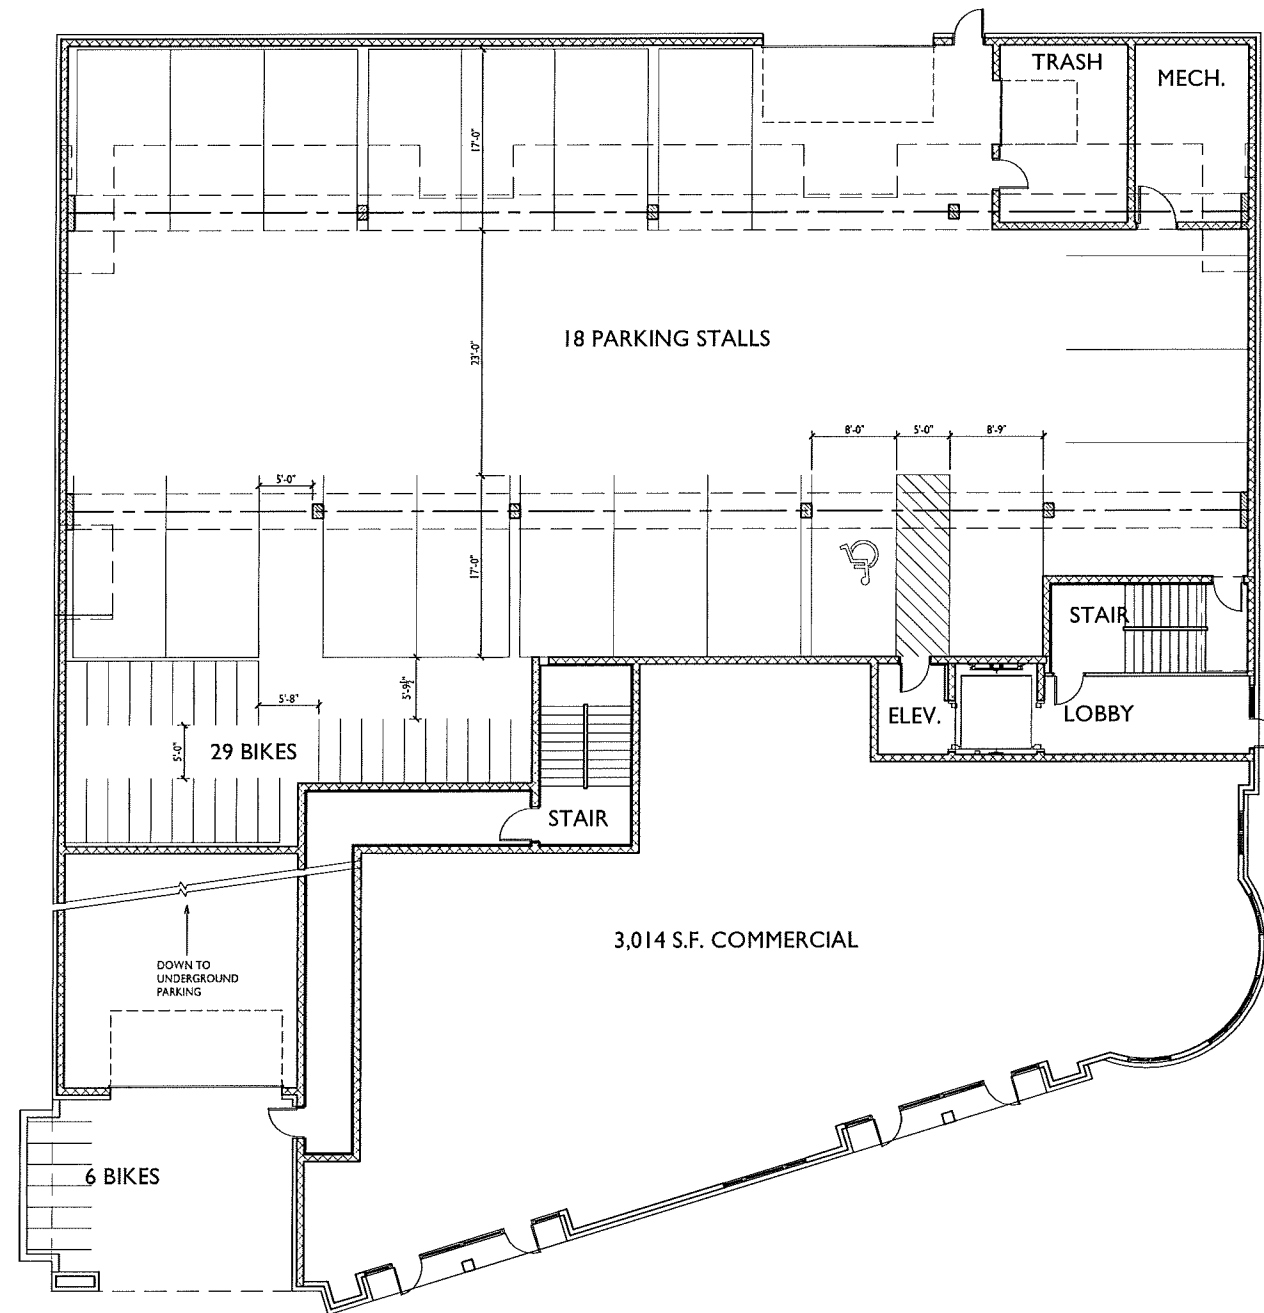 TRASH
MECH.
17'-0"
18 PARKING STALLS
23'-0"
8'-0"
5'-0"
8'-9"
5'-0"
17'-0"
STAIR
5'-9½"
5'-8"
ELEV.
LOBBY
5'-0"
29 BIKES
STAIR
3,014 S.F. COMMERCIAL
DOWN TO
UNDERGROUND
PARKING
6 BIKES